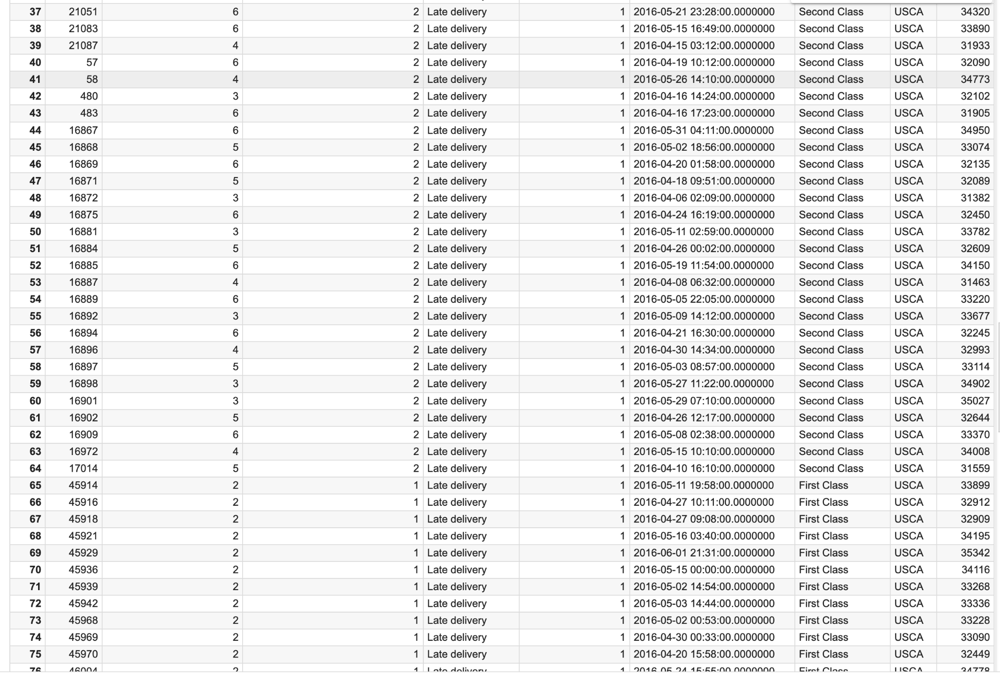 37 21051 6 2 Late delivery 1 2016-05-21 23:28:00.0000000 Second Class USCA 34320
38 21083 6 2 Late delivery 1 2016-05-15 16:49:00.0000000 Second Class USCA 33890
39 21087 4 2 Late delivery 1 2016-04-15 03:12:00.0000000 Second Class USCA 31933
40 57 6 2 Late delivery 1 2016-04-19 10:12:00.0000000 Second Class USCA 32090
41 58 4 2 Late delivery 1 2016-05-26 14:10:00.0000000 Second Class USCA 34773
42 480 3 2 Late delivery 1 2016-04-16 14:24:00.0000000 Second Class USCA 32102
43 483 6 2 Late delivery 1 2016-04-16 17:23:00.0000000 Second Class USCA 31905
44 16867 6 2 Late delivery 1 2016-05-31 04:11:00.0000000 Second Class USCA 34950
45 16868 5 2 Late delivery 1 2016-05-02 18:56:00.0000000 Second Class USCA 33074
46 16869 6 2 Late delivery 1 2016-04-20 01:58:00.0000000 Second Class USCA 32135
47 16871 5 2 Late delivery 1 2016-04-18 09:51:00.0000000 Second Class USCA 32089
48 16872 3 2 Late delivery 1 2016-04-06 02:09:00.0000000 Second Class USCA 31382
49 16875 6 2 Late delivery 1 2016-04-24 16:19:00.0000000 Second Class USCA 32450
50 16881 3 2 Late delivery 1 2016-05-11 02:59:00.0000000 Second Class USCA 33782
51 16884 5 2 Late delivery 1 2016-04-26 00:02:00.0000000 Second Class USCA 32609
52 16885 6 2 Late delivery 1 2016-05-19 11:54:00.0000000 Second Class USCA 34150
53 16887 4 2 Late delivery 1 2016-04-08 06:32:00.0000000 Second Class USCA 31463
54 16889 6 2 Late delivery 1 2016-05-05 22:05:00.0000000 Second Class USCA 33220
55 16892 3 2 Late delivery 1 2016-05-09 14:12:00.0000000 Second Class USCA 33677
56 16894 6 2 Late delivery 1 2016-04-21 16:30:00.0000000 Second Class USCA 32245
57 16896 4 2 Late delivery 1 2016-04-30 14:34:00.0000000 Second Class USCA 32993
58 16897 5 2 Late delivery 1 2016-05-03 08:57:00.0000000 Second Class USCA 33114
59 16898 3 2 Late delivery 1 2016-05-27 11:22:00.0000000 Second Class USCA 34902
60 16901 3 2 Late delivery 1 2016-05-29 07:10:00.0000000 Second Class USCA 35027
61 16902 5 2 Late delivery 1 2016-04-26 12:17:00.0000000 Second Class USCA 32644
62 16909 6 2 Late delivery 1 2016-05-08 02:38:00.0000000 Second Class USCA 33370
63 16972 4 2 Late delivery 1 2016-05-15 10:10:00.0000000 Second Class USCA 34008
64 17014 5 2 Late delivery 1 2016-04-10 16:10:00.0000000 Second Class USCA 31559
65 45914 2 1 Late delivery 1 2016-05-11 19:58:00.0000000 First Class USCA 33899
66 45916 2 1 Late delivery 1 2016-04-27 10:11:00.0000000 First Class USCA 32912
67 45918 2 1 Late delivery 1 2016-04-27 09:08:00.0000000 First Class USCA 32909
68 45921 2 1 Late delivery 1 2016-05-16 03:40:00.0000000 First Class USCA 34195
69 45929 2 1 Late delivery 1 2016-06-01 21:31:00.0000000 First Class USCA 35342
70 45936 2 1 Late delivery 1 2016-05-15 00:00:00.0000000 First Class USCA 34116
71 45939 2 1 Late delivery 1 2016-05-02 14:54:00.0000000 First Class USCA 33268
72 45942 2 1 Late delivery 1 2016-05-03 14:44:00.0000000 First Class USCA 33336
73 45968 2 1 Late delivery 1 2016-05-02 00:53:00.0000000 First Class USCA 33228
74 45969 2 1 Late delivery 1 2016-04-30 00:33:00.0000000 First Class USCA 33090
75 45970 2 1 Late delivery 1 2016-04-20 15:58:00.0000000 First Class USCA 32449
76 46004 2 1 Late delivery 1 2016-05-24 15:55:00.0000000 First Class USCA 34778